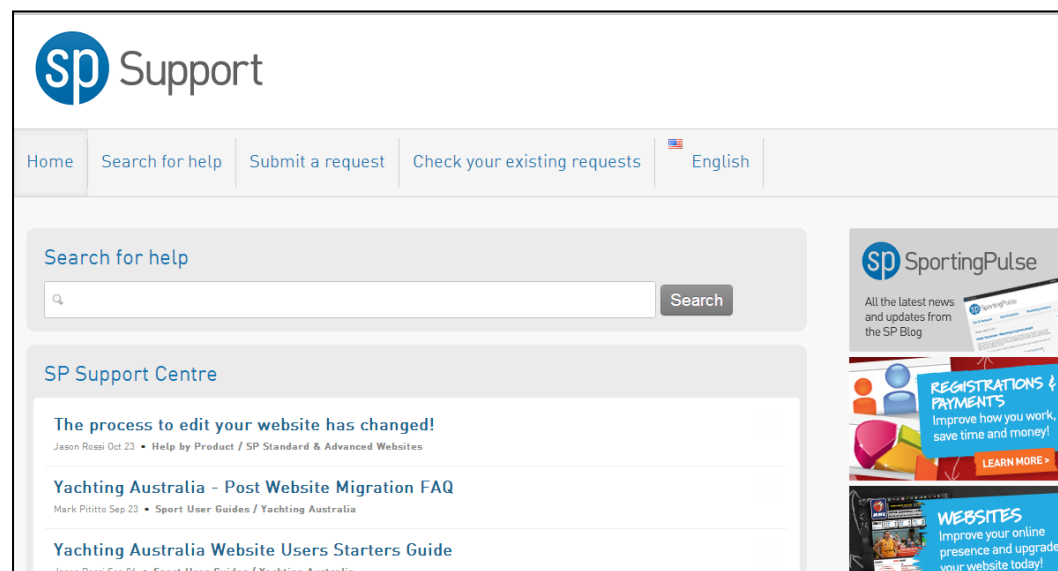 sp Support
Home
Search for help
Submit a request
Check your existing requests
English
Search for help
Search
SP Support Centre
The process to edit your website has changed!
Jason Rossi Oct 23 • Help by Product / SP Standard & Advanced Websites
Yachting Australia - Post Website Migration FAQ
Mark Pititto Sep 23 • Sport User Guides / Yachting Australia
Yachting Australia Website Users Starters Guide
sp SportingPulse
All the latest news
and updates from
the SP Blog
REGISTRATIONS &
PAYMENTS
Improve how you work,
save time and money!
LEARN MORE >
WEBSITES
Improve your online
presence and upgrade
your website today!